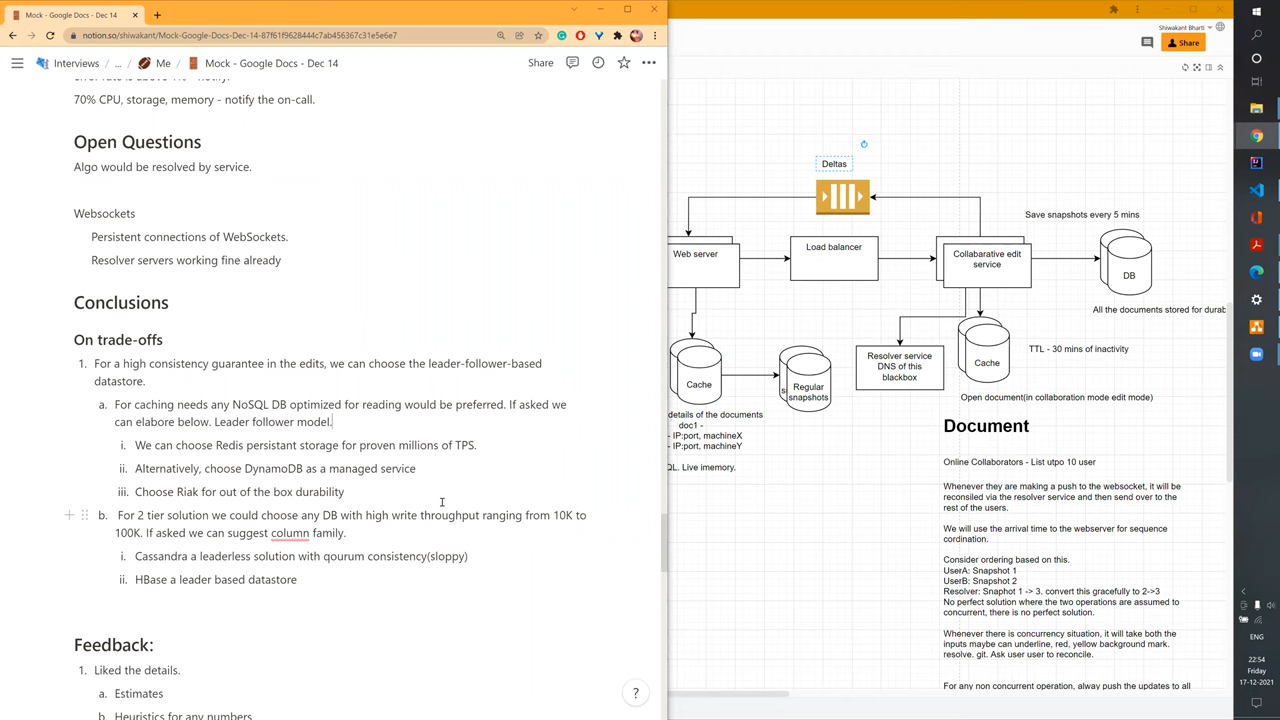 Mock - Google Docs - Dec 14
notion.so/shiwakant/Mock-Google-Docs-Dec-14-87f61f9628444c7ab456367c31e5e6e7
Interviews / ... / Me / Mock - Google Docs - Dec 14
Share
70% CPU, storage, memory - notify the on-call.
Open Questions
Algo would be resolved by service.
Websockets
Persistent connections of WebSockets.
Resolver servers working fine already
Conclusions
On trade-offs
1. For a high consistency guarantee in the edits, we can choose the leader-follower-based
datastore.
a. For caching needs any NoSQL DB optimized for reading would be preferred. If asked we
can elabore below. Leader follower model.
i. We can choose Redis persistant storage for proven millions of TPS.
ii. Alternatively, choose DynamoDB as a managed service
iii. Choose Riak for out of the box durability
b. For 2 tier solution we could choose any DB with high write throughput ranging from 10K to
100K. If asked we can suggest column family.
i. Cassandra a leaderless solution with qourum consistency(sloppy)
ii. HBase a leader based datastore
Feedback:
1. Liked the details.
a. Estimates
b. Heuristics for any numbers
?
Shiwakant Bharti
Share
Deltas
Save snapshots every 5 mins
Web server
Load balancer
Collabarative edit
service
DB
All the documents stored for durab
Cache
Regular
snapshots
Resolver service
DNS of this
blackbox
Cache
TTL - 30 mins of inactivity
Open document(in collaboration mode edit mode)
details of the documents
doc1 -
- IP:port, machineX
- IP:port, machineY
QL. Live imemory.
Document
Online Collaborators - List utpo 10 user
Whenever they are making a push to the websocket, it will be
reconsiled via the resolver service and then send over to the
rest of the users.
We will use the arrival time to the webserver for sequence
cordination.
Consider ordering based on this.
UserA: Snapshot 1
UserB: Snapshot 2
Resolver: Snaphot 1 -> 3. convert this gracefully to 2->3
No perfect solution where the two operations are assumed to
concurrent, there is no perfect solution.
Whenever there is concurrency situation, it will take both the
inputs maybe can underline, red, yellow background mark.
resolve. git. Ask user user to reconcile.
For any non concurrent operation, alway push the updates to all
ENG
22:54
Friday
17-12-2021